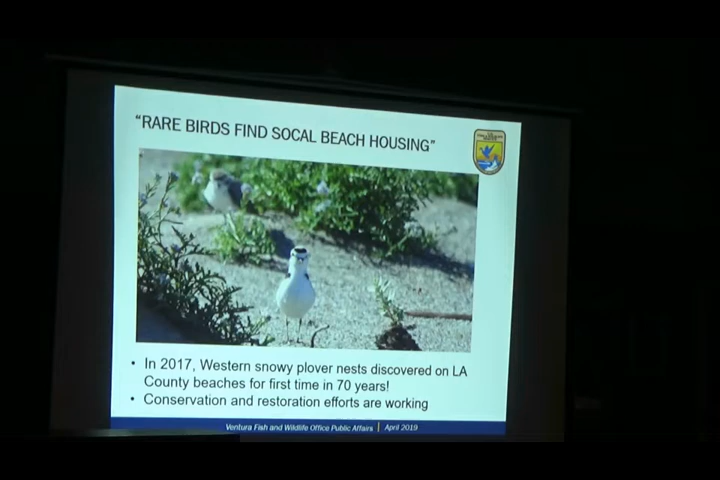 "RARE BIRDS FIND SOCAL BEACH HOUSING"
• In 2017, Western snowy plover nests discovered on LA
County beaches for first time in 70 years!
• Conservation and restoration efforts are working
Ventura Fish and Wildlife Office Public Affairs | April 2019